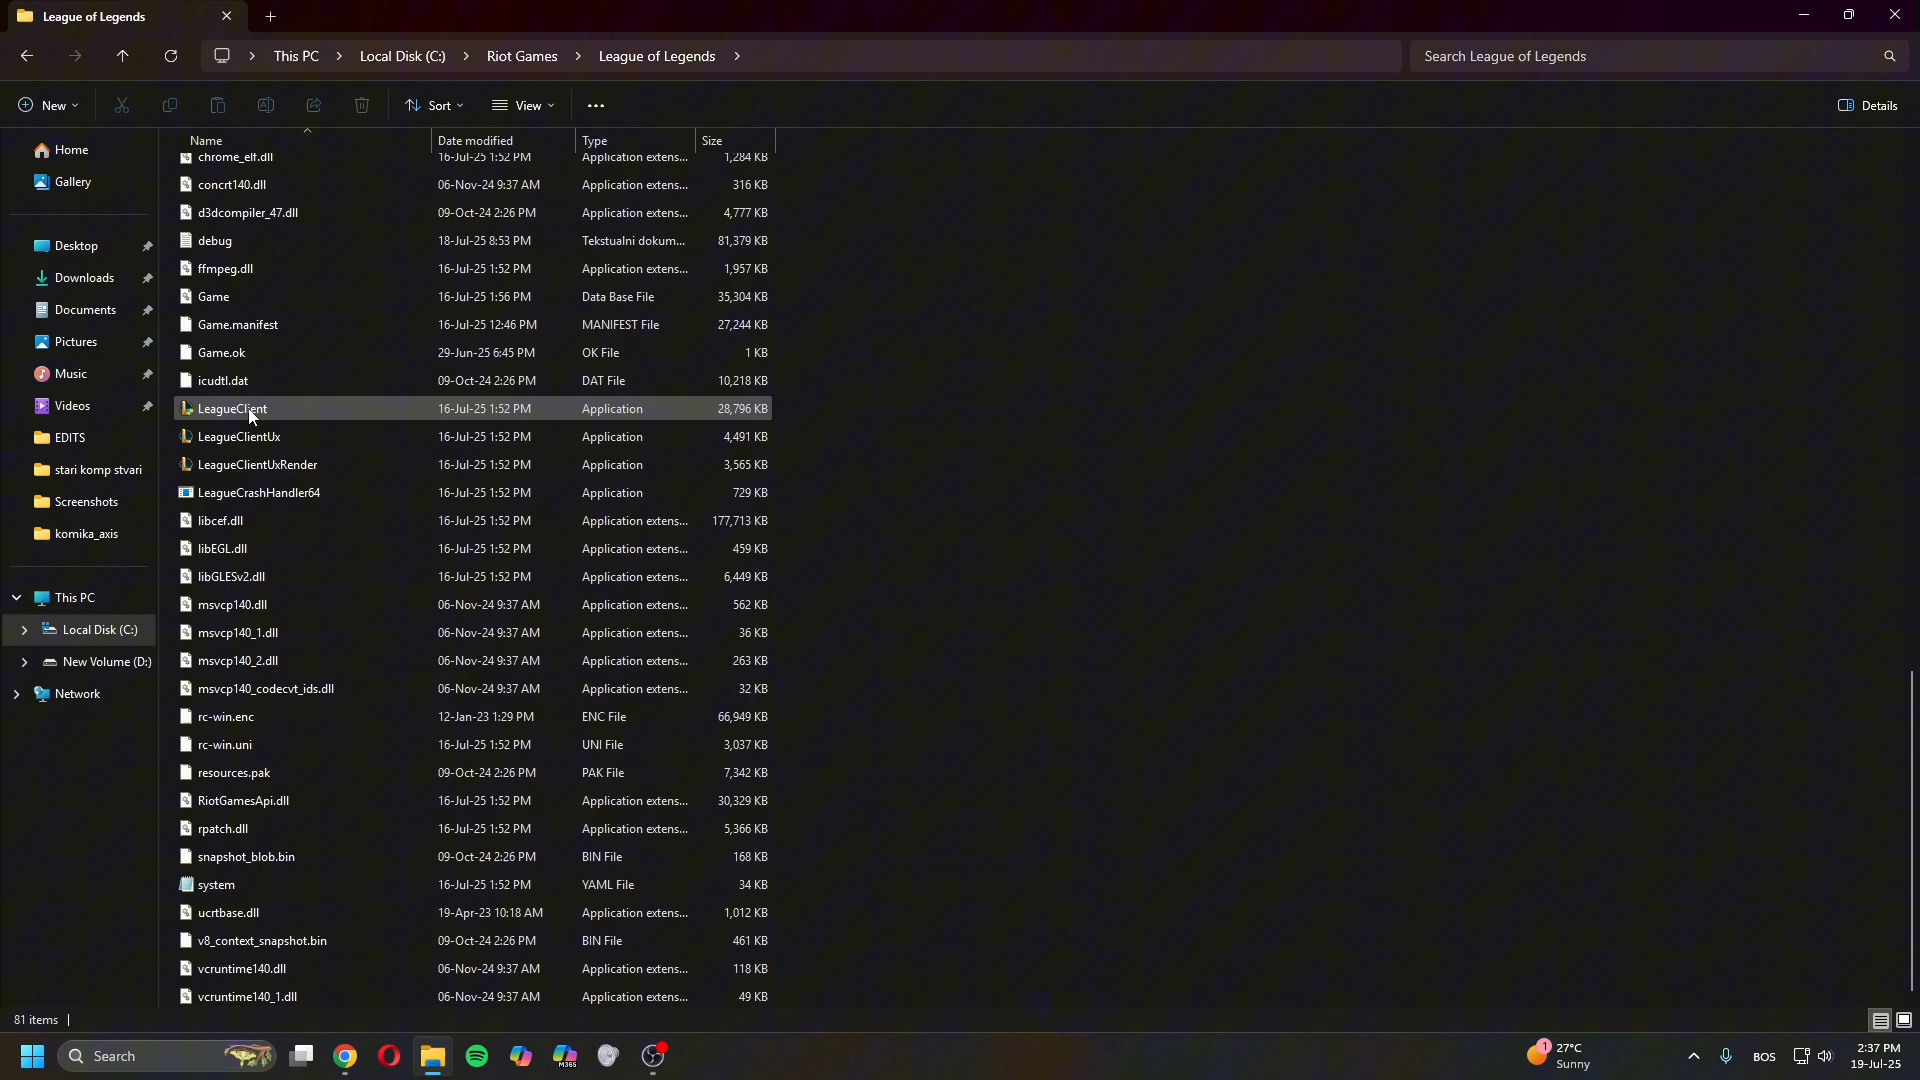 League of Legends
This PC > Local Disk (C:) > Riot Games > League of Legends >
Search League of Legends
New
Sort
View
Details
Home
Gallery
Desktop
Downloads
Documents
Pictures
Music
Videos
EDITS
stari komp stvari
Screenshots
komika_axis
This PC
Local Disk (C:)
New Volume (D:)
Network
Name Date modified Type Size
chrome_elf.dll 16-Jul-25 1:52 PM Application extens... 1,284 KB
concrt140.dll 06-Nov-24 9:37 AM Application extens... 316 KB
d3dcompiler_47.dll 09-Oct-24 2:26 PM Application extens... 4,777 KB
debug 18-Jul-25 8:53 PM Tekstualni dokum... 81,379 KB
ffmpeg.dll 16-Jul-25 1:52 PM Application extens... 1,957 KB
Game 16-Jul-25 1:56 PM Data Base File 35,304 KB
Game.manifest 16-Jul-25 12:46 PM MANIFEST File 27,244 KB
Game.ok 29-Jun-25 6:45 PM OK File 1 KB
icudtl.dat 09-Oct-24 2:26 PM DAT File 10,218 KB
LeagueClient 16-Jul-25 1:52 PM Application 28,796 KB
LeagueClientUx 16-Jul-25 1:52 PM Application 4,491 KB
LeagueClientUxRender 16-Jul-25 1:52 PM Application 3,565 KB
LeagueCrashHandler64 16-Jul-25 1:52 PM Application 729 KB
libcef.dll 16-Jul-25 1:52 PM Application extens... 177,713 KB
libEGL.dll 16-Jul-25 1:52 PM Application extens... 459 KB
libGLESv2.dll 16-Jul-25 1:52 PM Application extens... 6,449 KB
msvcp140.dll 06-Nov-24 9:37 AM Application extens... 562 KB
msvcp140_1.dll 06-Nov-24 9:37 AM Application extens... 36 KB
msvcp140_2.dll 06-Nov-24 9:37 AM Application extens... 263 KB
msvcp140_codecvt_ids.dll 06-Nov-24 9:37 AM Application extens... 32 KB
rc-win.enc 12-Jan-23 1:29 PM ENC File 66,949 KB
rc-win.uni 16-Jul-25 1:52 PM UNI File 3,037 KB
resources.pak 09-Oct-24 2:26 PM PAK File 7,342 KB
RiotGamesApi.dll 16-Jul-25 1:52 PM Application extens... 30,329 KB
rpatch.dll 16-Jul-25 1:52 PM Application extens... 5,366 KB
snapshot_blob.bin 09-Oct-24 2:26 PM BIN File 168 KB
system 16-Jul-25 1:52 PM YAML File 34 KB
ucrtbase.dll 19-Apr-23 10:18 AM Application extens... 1,012 KB
v8_context_snapshot.bin 09-Oct-24 2:26 PM BIN File 461 KB
vcruntime140.dll 06-Nov-24 9:37 AM Application extens... 118 KB
vcruntime140_1.dll 06-Nov-24 9:37 AM Application extens... 49 KB
81 items
Search
M365
1
27°C
Sunny
BOS
2:37 PM
19-Jul-25